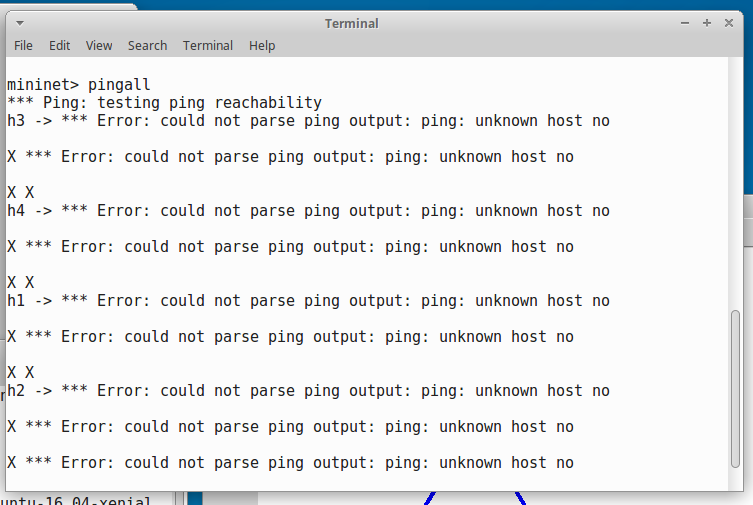 Terminal
File Edit View Search Terminal Help
mininet> pingall
*** Ping: testing ping reachability
h3 -> *** Error: could not parse ping output: ping: unknown host no
X *** Error: could not parse ping output: ping: unknown host no
X X
h4 -> *** Error: could not parse ping output: ping: unknown host no
X *** Error: could not parse ping output: ping: unknown host no
X X
h1 -> *** Error: could not parse ping output: ping: unknown host no
X *** Error: could not parse ping output: ping: unknown host no
X X
h2 -> *** Error: could not parse ping output: ping: unknown host no
X *** Error: could not parse ping output: ping: unknown host no
X *** Error: could not parse ping output: ping: unknown host no
untu-16.04-xenial